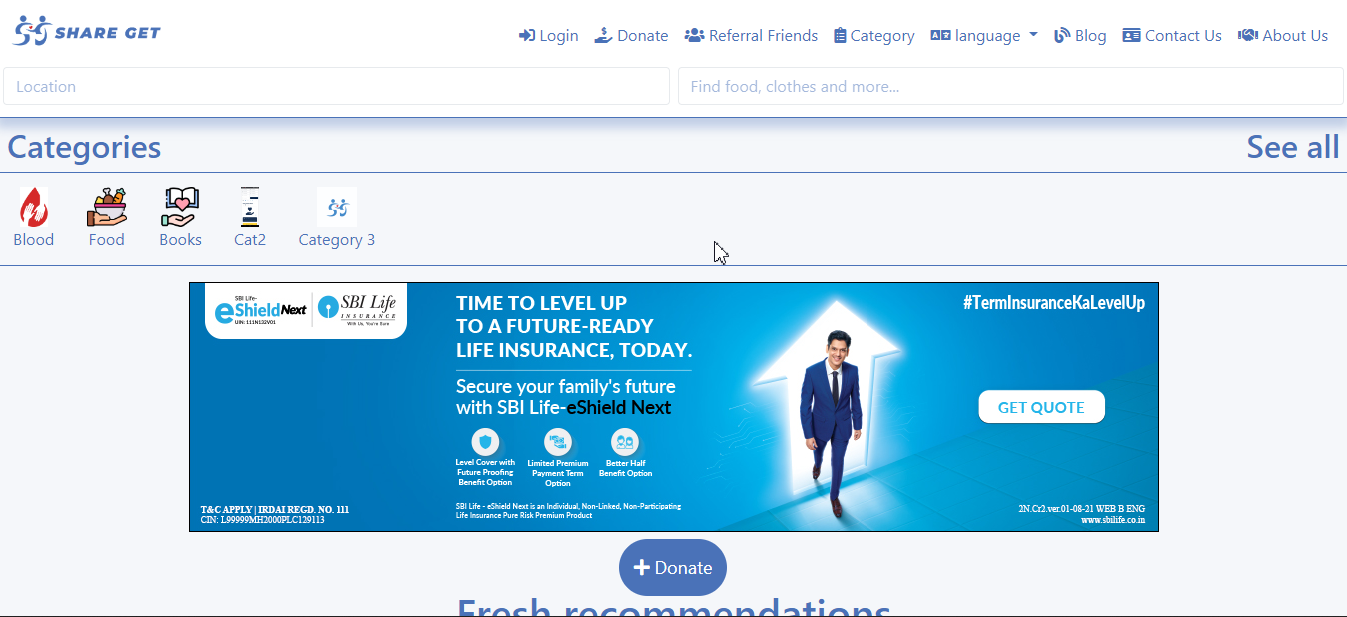 SHARE GET
Login Donate Referral Friends Category language Blog Contact Us About Us
Location
Find food, clothes and more...
Categories
See all
Blood
Food
Books
Cat2
Category 3
SBI Life-
eShield Next
UIN: 111N132V01
SBI Life
INSURANCE
With Us, You're Sure
TIME TO LEVEL UP
TO A FUTURE-READY
LIFE INSURANCE, TODAY.
Secure your family's future
with SBI Life-eShield Next
Level Cover with
Future Proofing
Benefit Option
Limited Premium
Payment Term
Option
Better Half
Benefit Option
SBI Life - eShield Next is an Individual, Non-Linked, Non-Participating
Life Insurance Pure Risk Premium Product
#TermInsuranceKaLevelUp
GET QUOTE
T&C APPLY | IRDAI REGD. NO. 111
CIN: L99999MH2000PLC129113
2N.Cr2.ver.01-08-21 WEB B ENG
www.sbilife.co.in
Donate
Fresh recommendations